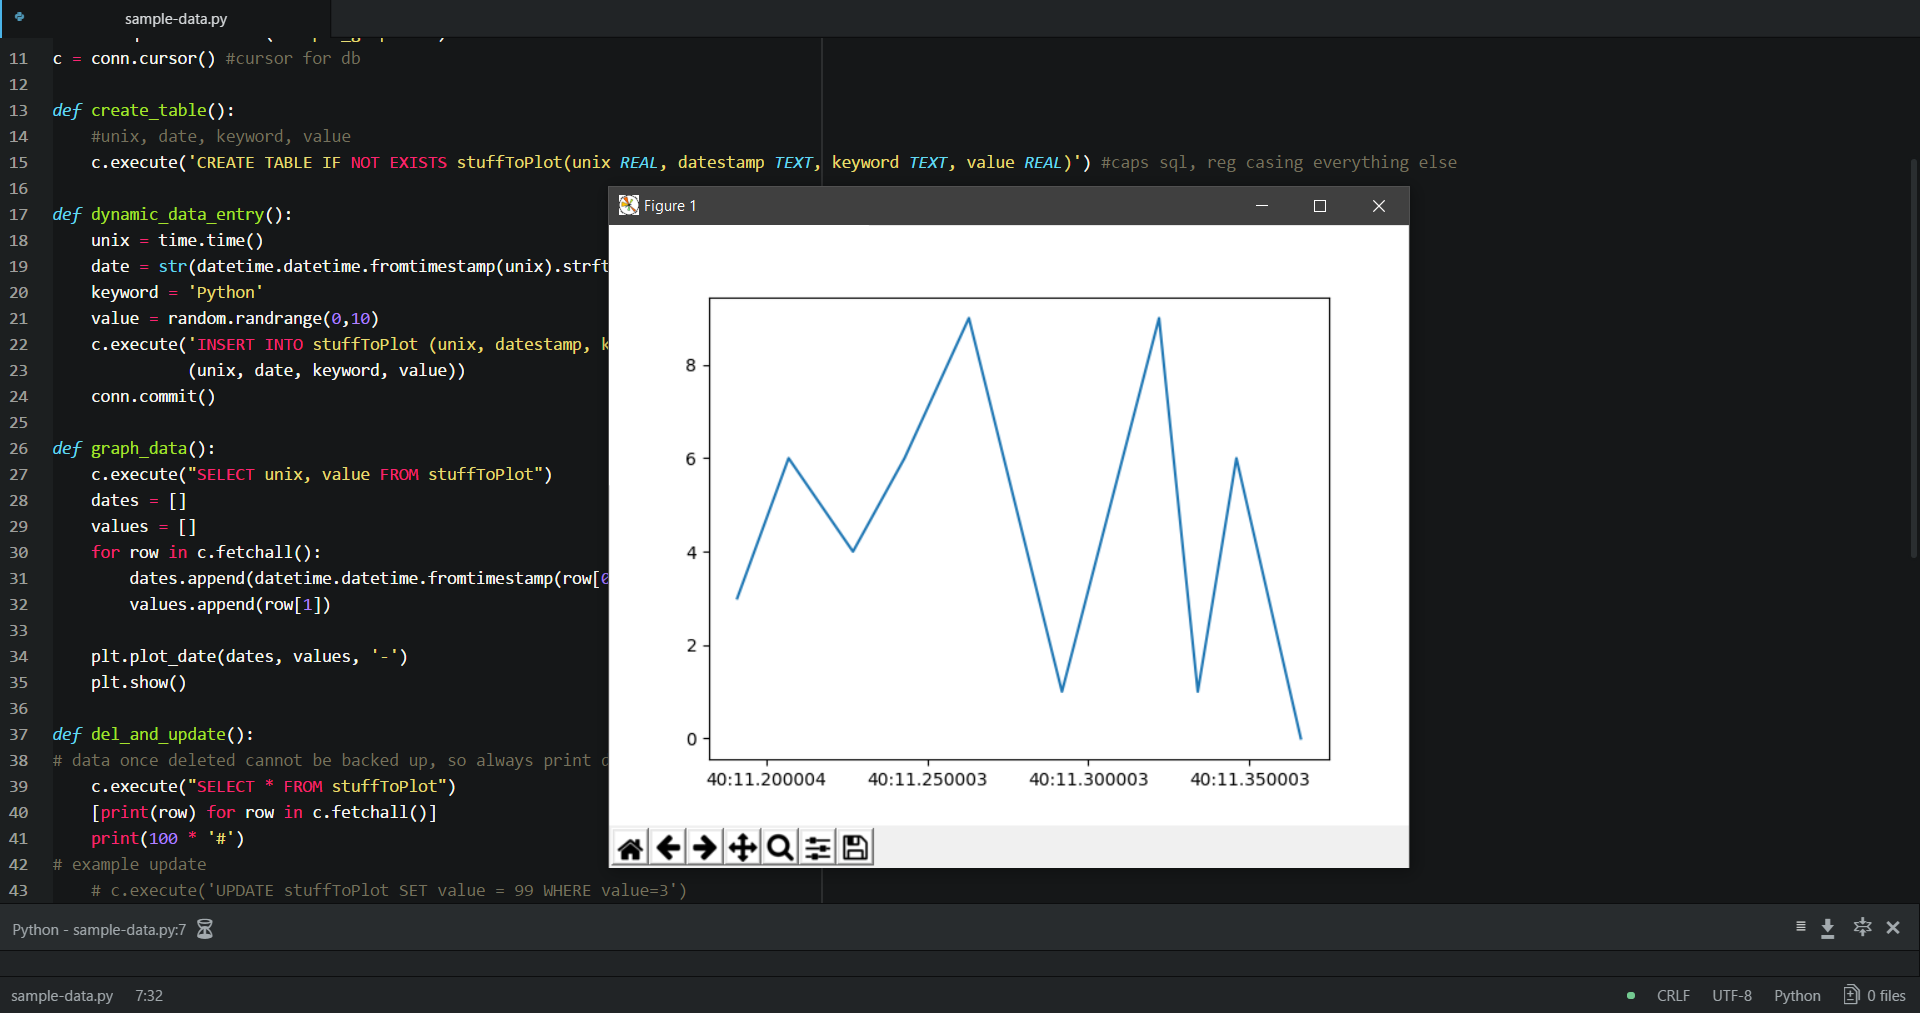 sample-data.py
11 c = conn.cursor() #cursor for db
12
13 def create_table():
14 #unix, date, keyword, value
15 c.execute('CREATE TABLE IF NOT EXISTS stuffToPlot(unix REAL, datestamp TEXT, keyword TEXT, value REAL)') #caps sql, reg casing everything else
16
17 def dynamic_data_entry():
18 unix = time.time()
19 date = str(datetime.datetime.fromtimestamp(unix).strft
20 keyword = 'Python'
21 value = random.randrange(0,10)
22 c.execute('INSERT INTO stuffToPlot (unix, datestamp, k
23 (unix, date, keyword, value))
24 conn.commit()
25
26 def graph_data():
27 c.execute("SELECT unix, value FROM stuffToPlot")
28 dates = []
29 values = []
30 for row in c.fetchall():
31 dates.append(datetime.datetime.fromtimestamp(row[0
32 values.append(row[1])
33
34 plt.plot_date(dates, values, '-')
35 plt.show()
36
37 def del_and_update():
38 # data once deleted cannot be backed up, so always print
39 c.execute("SELECT * FROM stuffToPlot")
40 [print(row) for row in c.fetchall()]
41 print(100 * '#')
42 # example update
43 # c.execute('UPDATE stuffToPlot SET value = 99 WHERE value=3')
Figure 1
8
6
4
2
0
40:11.200004 40:11.250003 40:11.300003 40:11.350003
Python - sample-data.py:7
sample-data.py 7:32 CRLF UTF-8 Python 0 files